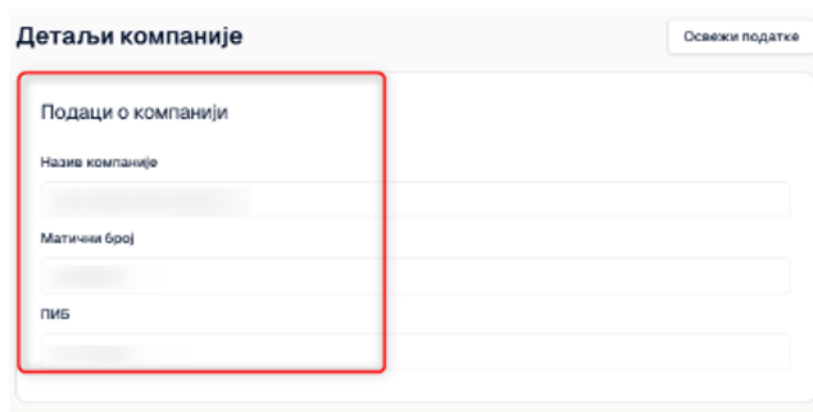 Детаљи компаније
Освежи податке
Подаци о компанији
Назив компаније
Матични број
ПИБ